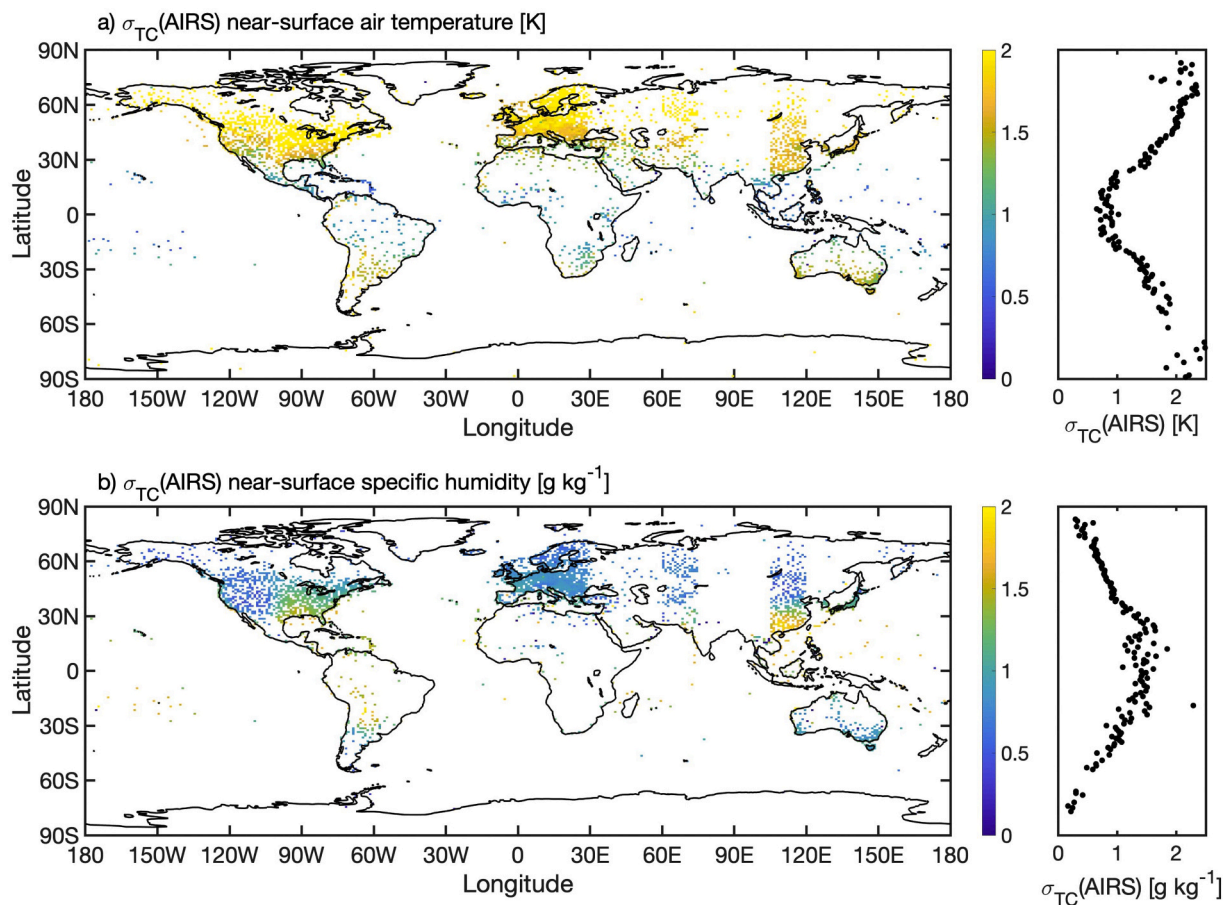 a) σTC(AIRS) near-surface air temperature [K]
90N
60N
30N
0
30S
60S
90S
Latitude
180 150W 120W 90W 60W 30W 0 30E 60E 90E 120E 150E 180
Longitude
2
1.5
1
0.5
0
0 1 2
σTC(AIRS) [K]
b) σTC(AIRS) near-surface specific humidity [g kg⁻¹]
90N
60N
30N
0
30S
60S
90S
Latitude
180 150W 120W 90W 60W 30W 0 30E 60E 90E 120E 150E 180
Longitude
2
1.5
1
0.5
0
0 1 2
σTC(AIRS) [g kg⁻¹]